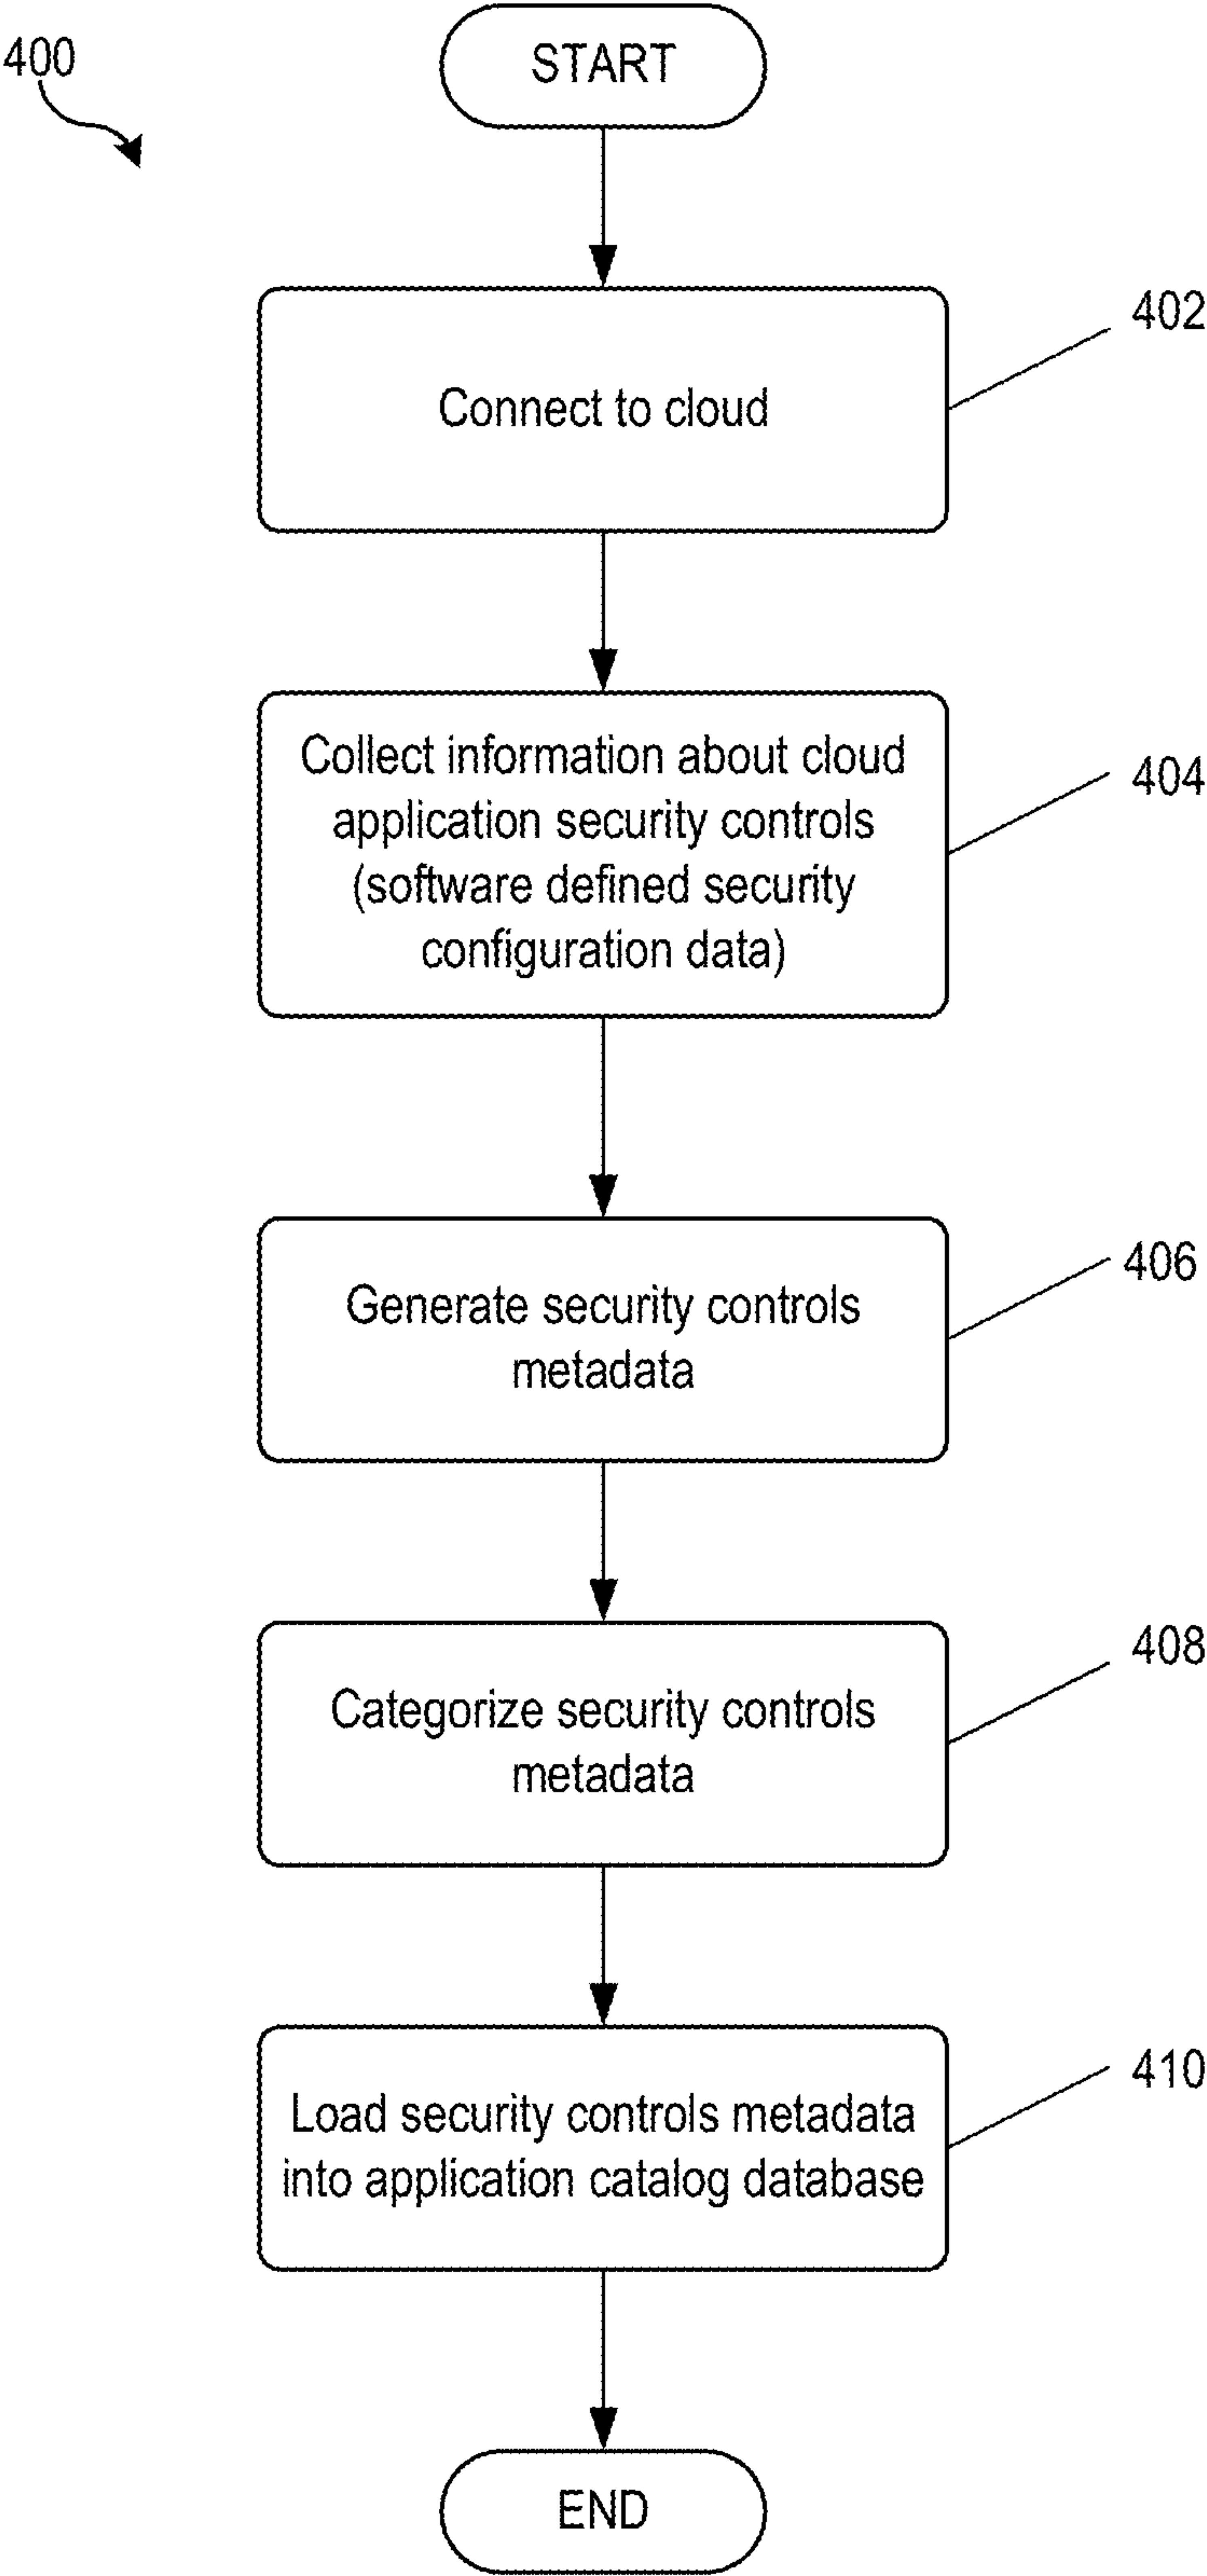 400
START
402
Connect to cloud
404
Collect information about cloud
application security controls
(software defined security
configuration data)
406
Generate security controls
metadata
408
Categorize security controls
metadata
410
Load security controls metadata
into application catalog database
END